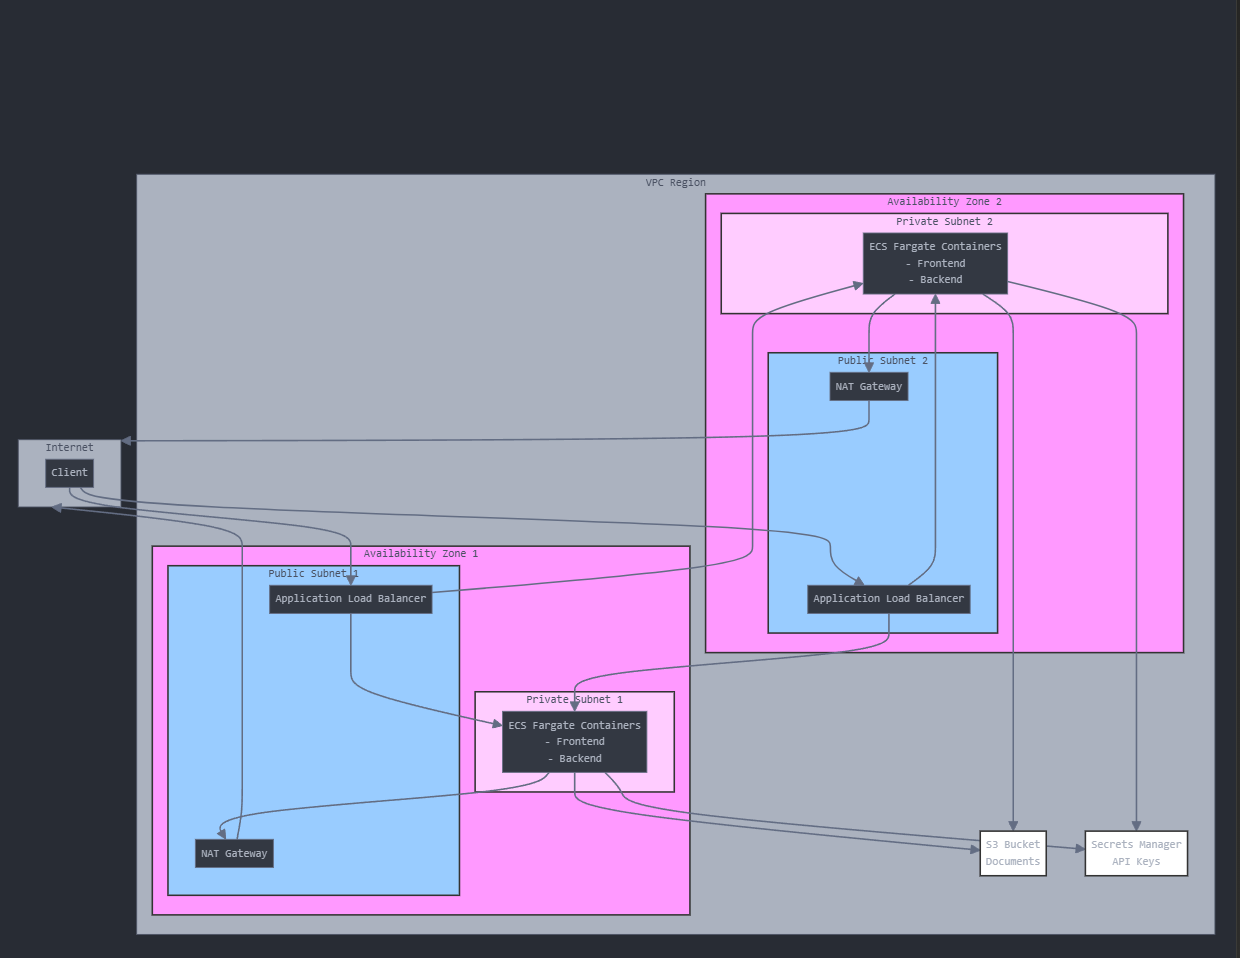 VPC Region
Availability Zone 2
Private Subnet 2
ECS Fargate Containers
- Frontend
- Backend
Public Subnet 2
NAT Gateway
Internet
Client
Availability Zone 1
Public Subnet 1
Application Load Balancer
Application Load Balancer
Private Subnet 1
ECS Fargate Containers
- Frontend
- Backend
NAT Gateway
S3 Bucket
Documents
Secrets Manager
API Keys